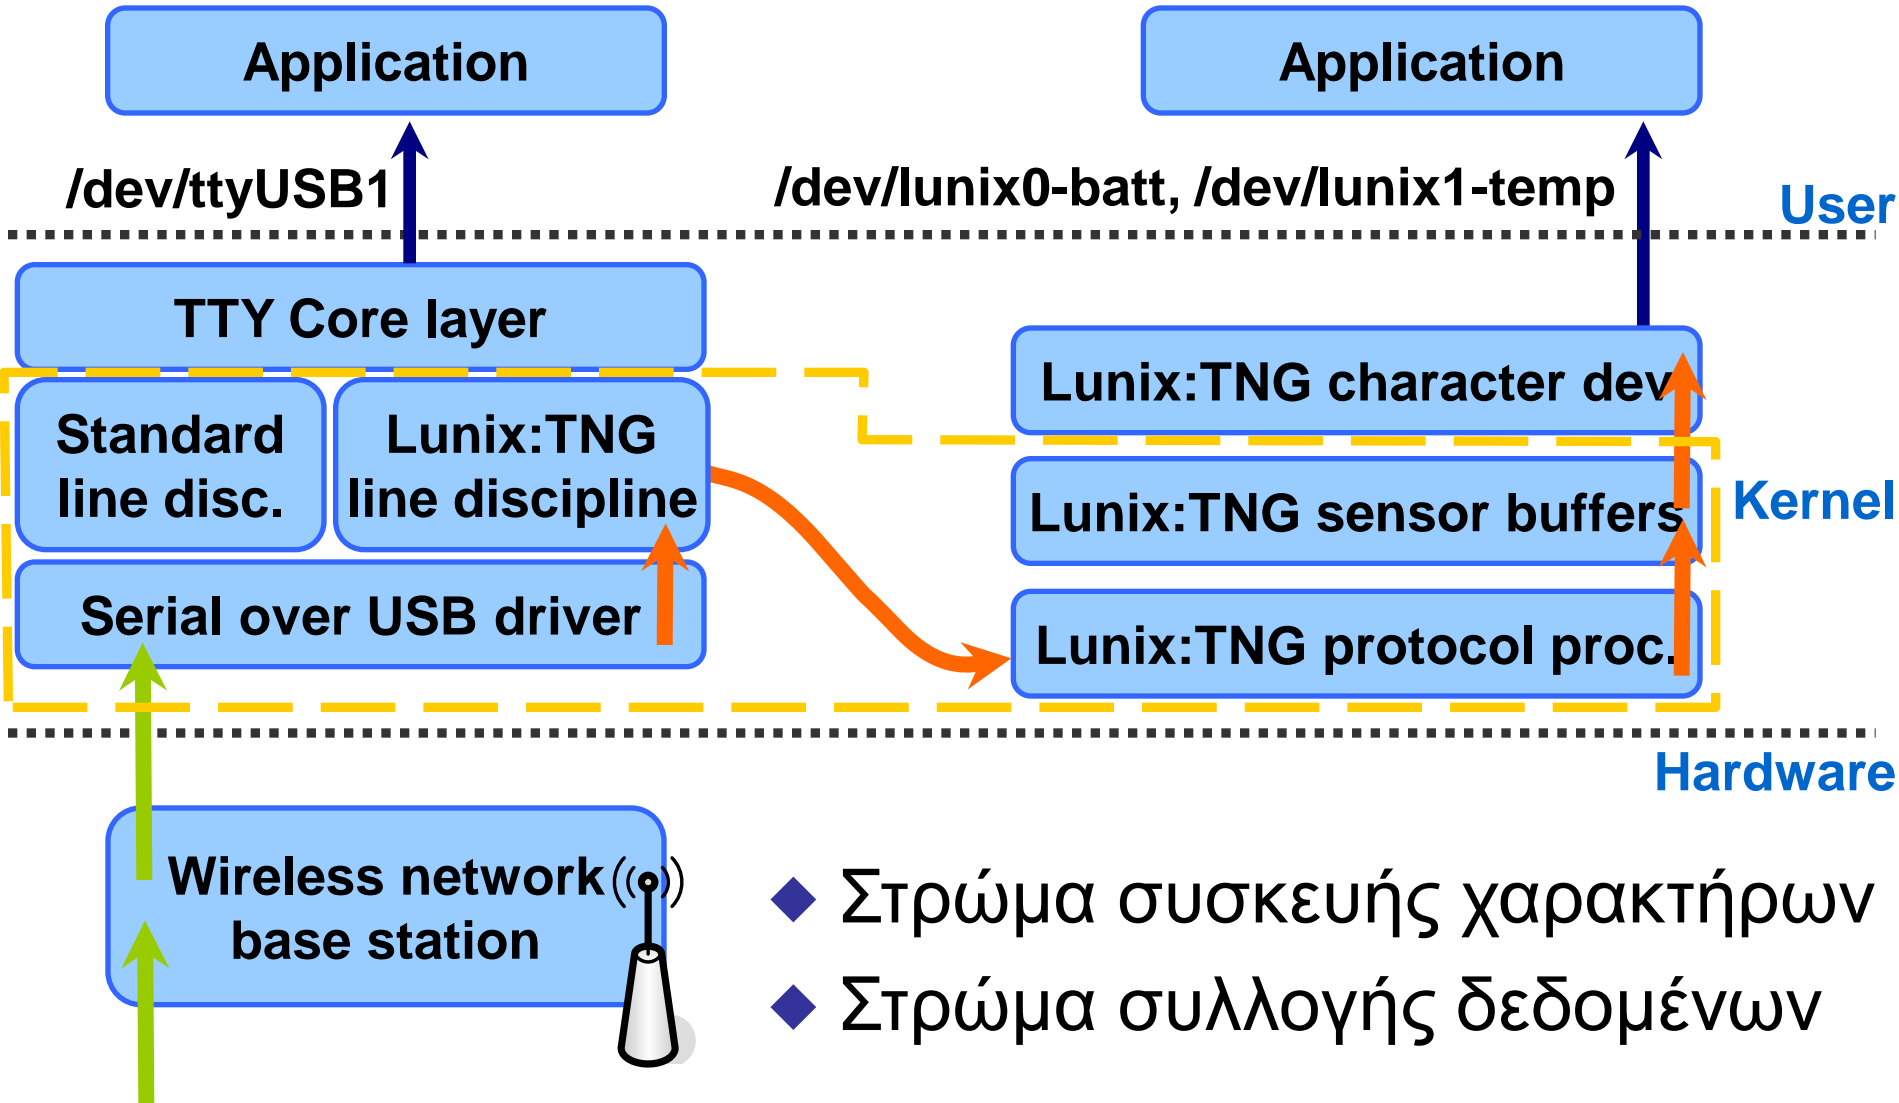 Application
Application
/dev/ttyUSB1
/dev/lunix0-batt, /dev/lunix1-temp
User
TTY Core layer
Lunix:TNG character dev
Standard
line disc.
Lunix:TNG
line discipline
Lunix:TNG sensor buffers
Kernel
Serial over USB driver
Lunix:TNG protocol proc.
Hardware
Wireless network
base station
Στρώμα συσκευής χαρακτήρων
Στρώμα συλλογής δεδομένων